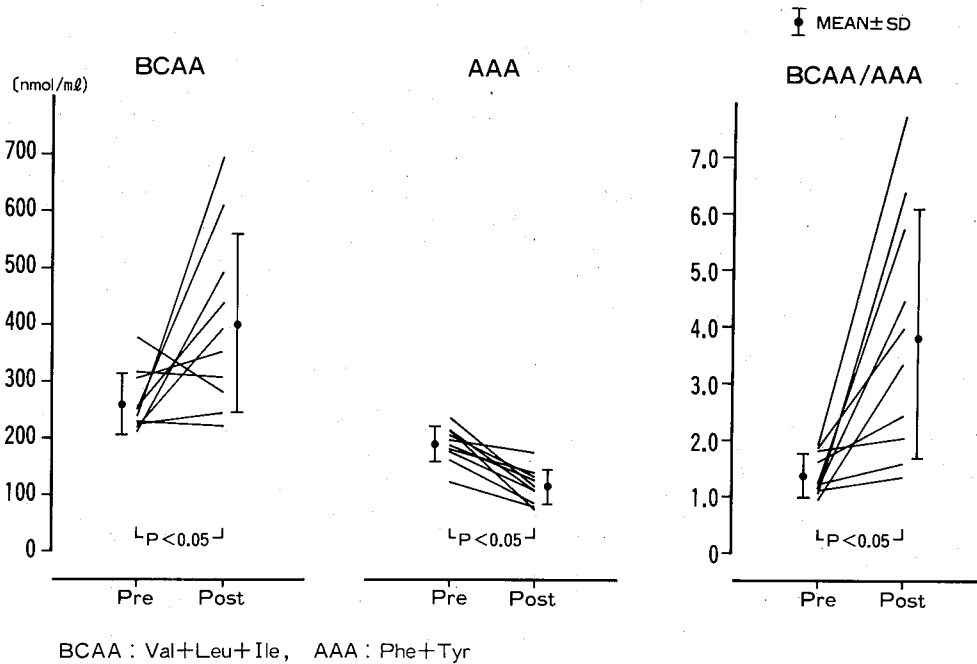 MEAN±SD
BCAA
AAA
BCAA/AAA
(nmol/mℓ)
700
600
500
400
300
200
100
0
7.0
6.0
5.0
4.0
3.0
2.0
1.0
0
P<0.05
P<0.05
P<0.05
Pre
Post
Pre
Post
Pre
Post
BCAA : Val+Leu+Ile, AAA : Phe+Tyr